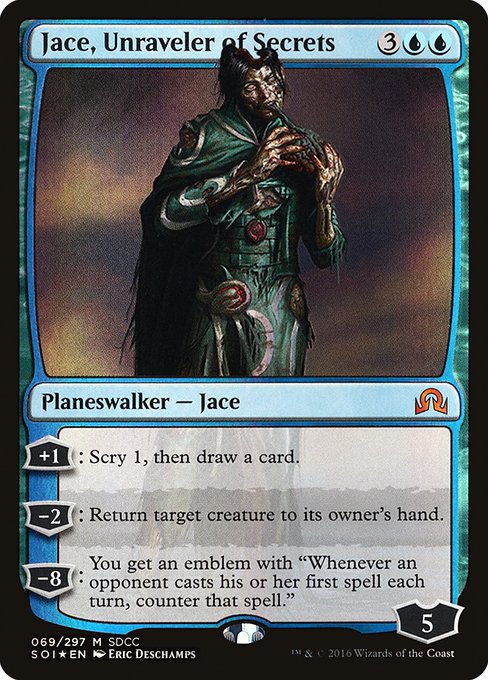 Jace, Unraveler of Secrets 3
Planeswalker — Jace
+1 : Scry 1, then draw a card.
−2 : Return target creature to its owner's hand.
−8 : You get an emblem with “Whenever an
opponent casts his or her first spell each
turn, counter that spell.”
5
069/297 M SDCC
SOI★EN Eric Deschamps
™ & © 2016 Wizards of the Coast